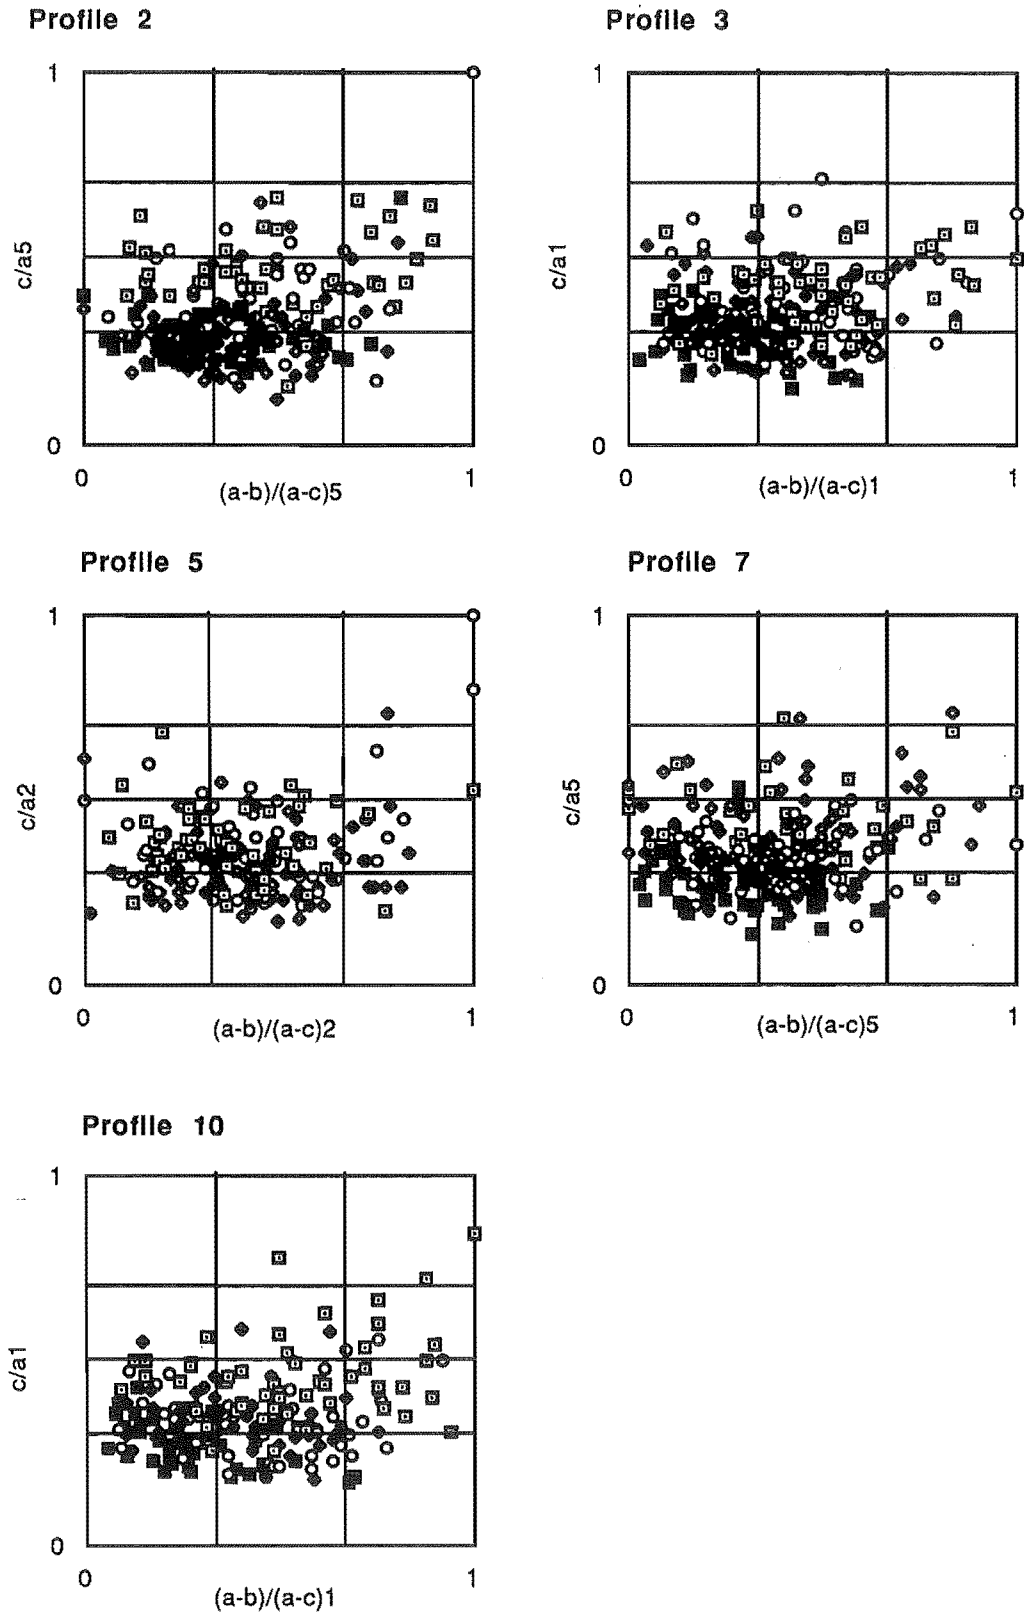 Profile 2
Profile 3
1
c/a5
0
0
(a-b)/(a-c)5
1
1
c/a1
0
0
(a-b)/(a-c)1
1
Profile 5
Profile 7
1
c/a2
0
0
(a-b)/(a-c)2
1
1
c/a5
0
0
(a-b)/(a-c)5
1
Profile 10
1
c/a1
0
0
(a-b)/(a-c)1
1